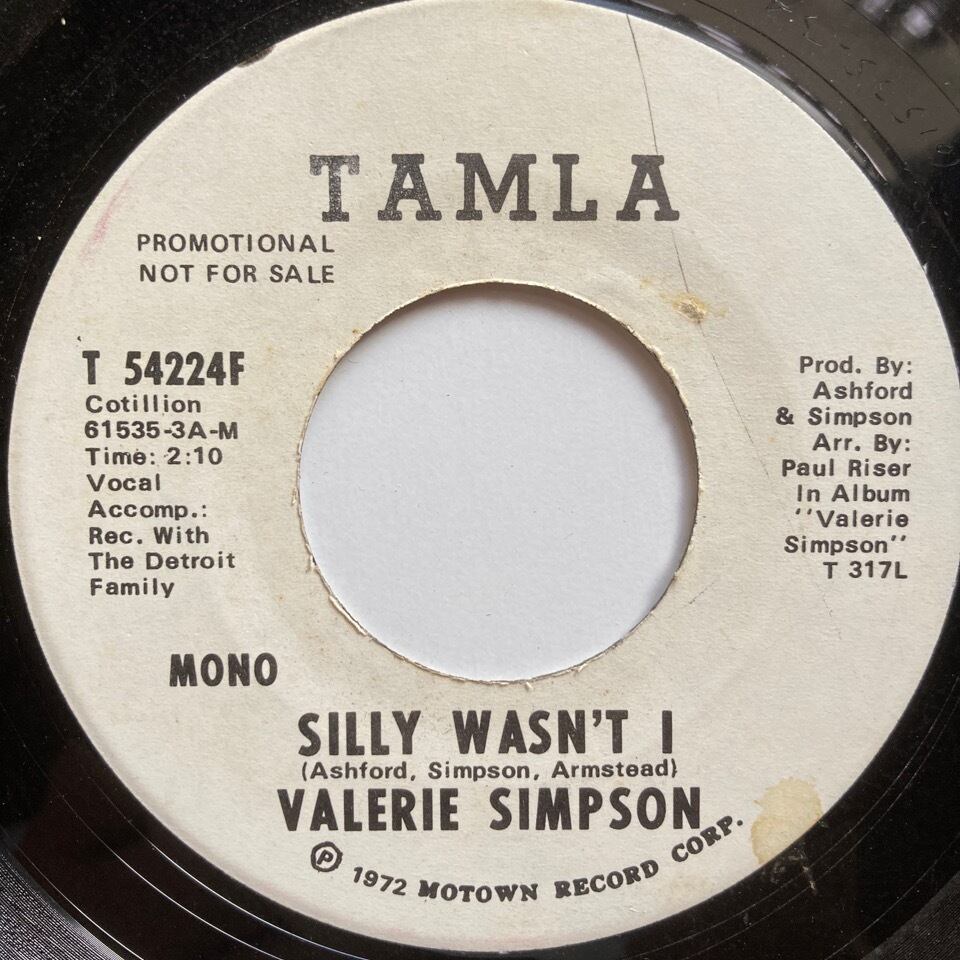 TAMLA
PROMOTIONAL
NOT FOR SALE
T 54224F
Cotillion
61535-3A-M
Time: 2:10
Vocal
Accomp.:
Rec. With
The Detroit
Family
MONO
Prod. By:
Ashford
& Simpson
Arr. By:
Paul Riser
In Album
"Valerie
Simpson"
T 317L
SILLY WASN'T I
(Ashford, Simpson, Armstead)
VALERIE SIMPSON
℗ 1972 MOTOWN RECORD CORP.